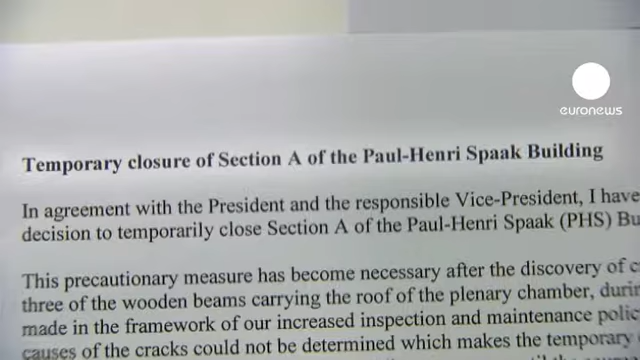 euronews
Temporary closure of Section A of the Paul-Henri Spaak Building
In agreement with the President and the responsible Vice-President, I have
decision to temporarily close Section A of the Paul-Henri Spaak (PHS) Bu
This precautionary measure has become necessary after the discovery of c
three of the wooden beams carrying the roof of the plenary chamber, durin
made in the framework of our increased inspection and maintenance polic
causes of the cracks could not be determined which makes the temporary